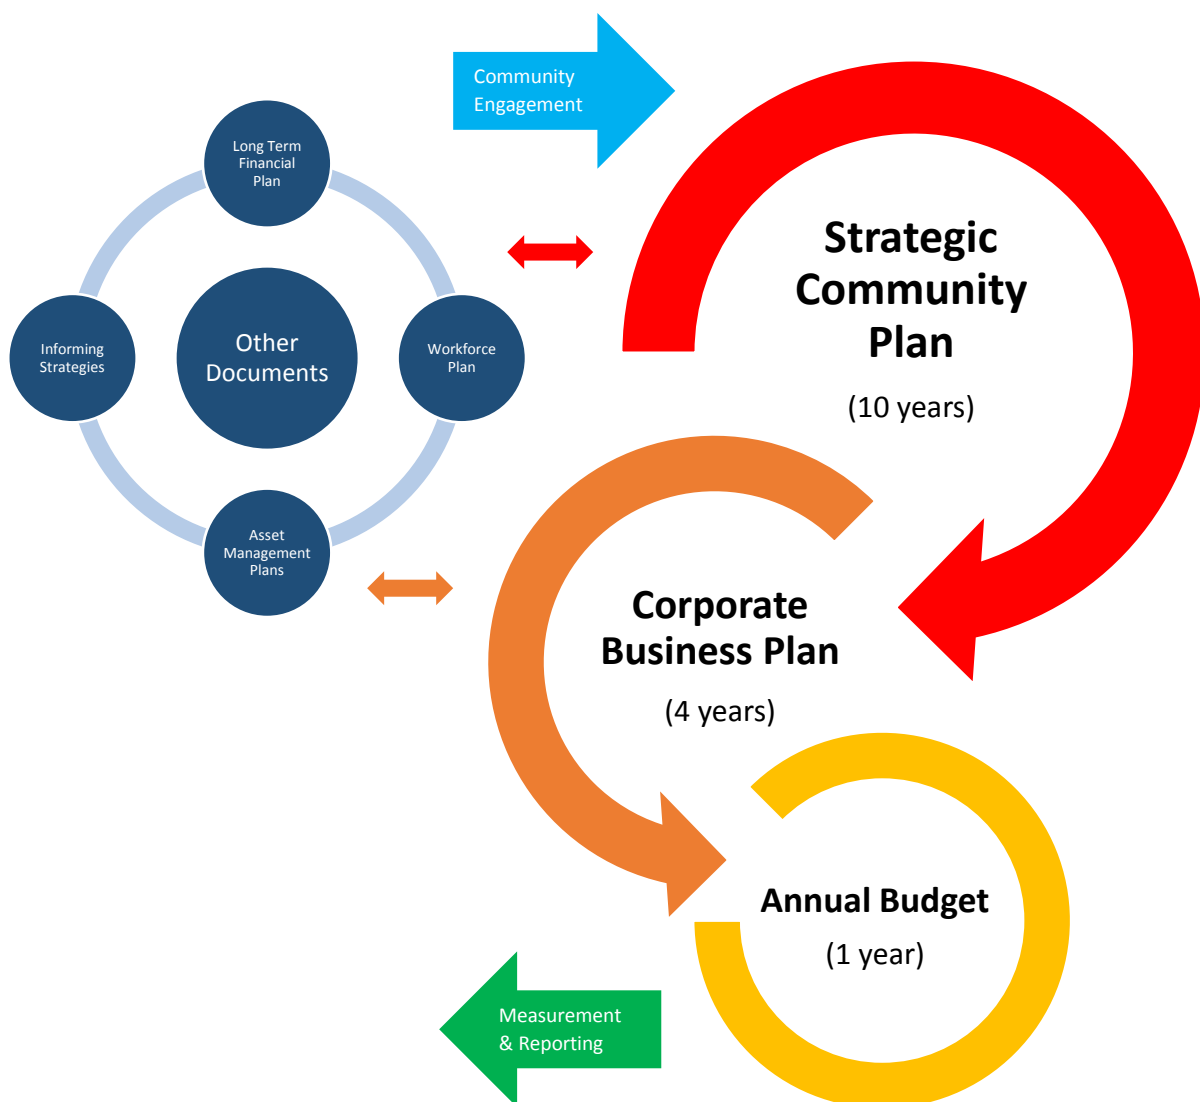 Community
Engagement
Long Term
Financial
Plan
Informing
Strategies
Other
Documents
Workforce
Plan
Asset
Management
Plans
Strategic
Community
Plan
(10 years)
Corporate
Business Plan
(4 years)
Annual Budget
(1 year)
Measurement
& Reporting